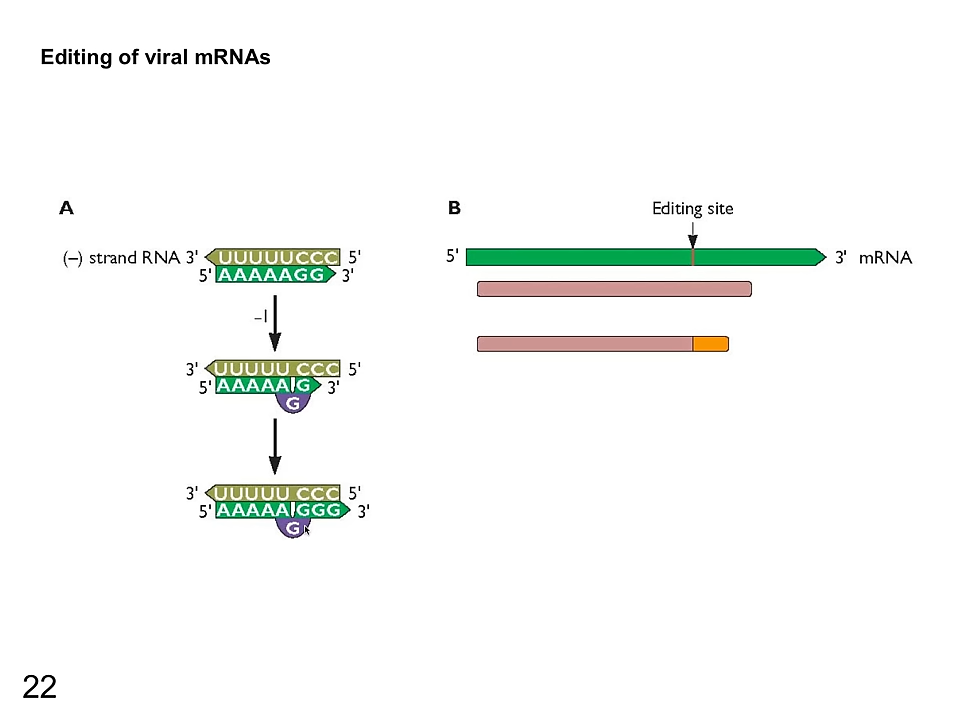 Editing of viral mRNAs
A
(–) strand RNA 3' UUUUUCCC 5'
5' AAAAAGG 3'
–1
3' UUUUU CCC 5'
5' AAAAA G 3'
G
3' UUUUU CCC 5'
5' AAAAA GGG 3'
G
B
Editing site
5' 3' mRNA
22